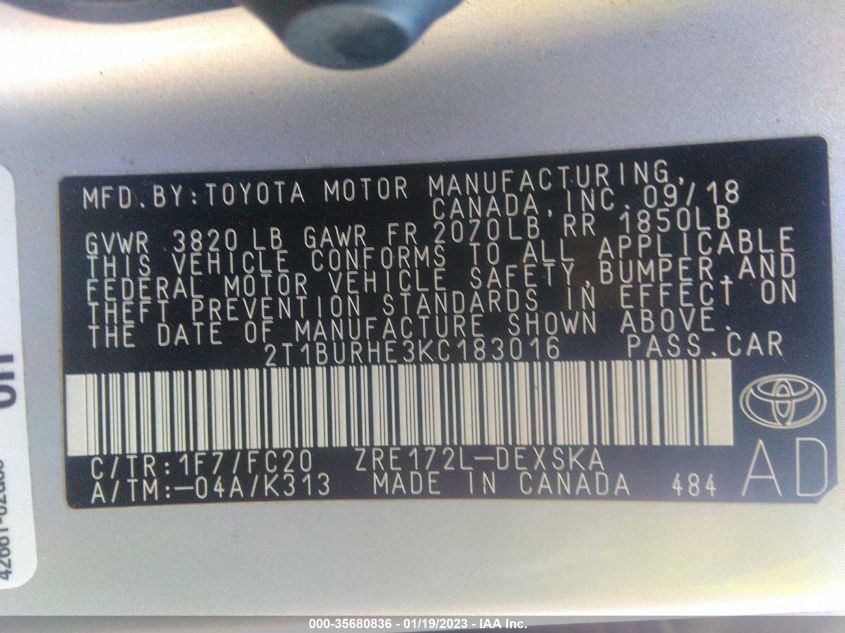 MFD.BY:TOYOTA MOTOR MANUFACTURING,
CANADA,INC. 09/18
GVWR 3820 LB GAWR FR 2070LB RR 1850LB
THIS VEHICLE CONFORMS TO ALL APPLICABLE
FEDERAL MOTOR VEHICLE SAFETY,BUMPER,AND
THEFT PREVENTION STANDARDS IN EFFECT ON
THE DATE OF MANUFACTURE SHOWN ABOVE.
2T1BURHE3KC183016 PASS.CAR
C/TR:1F7/FC20 ZRE172L-DEXSKA
A/TM:-04A/K313 MADE IN CANADA 484
AD
000-35680836 - 01/19/2023 - IAA Inc.